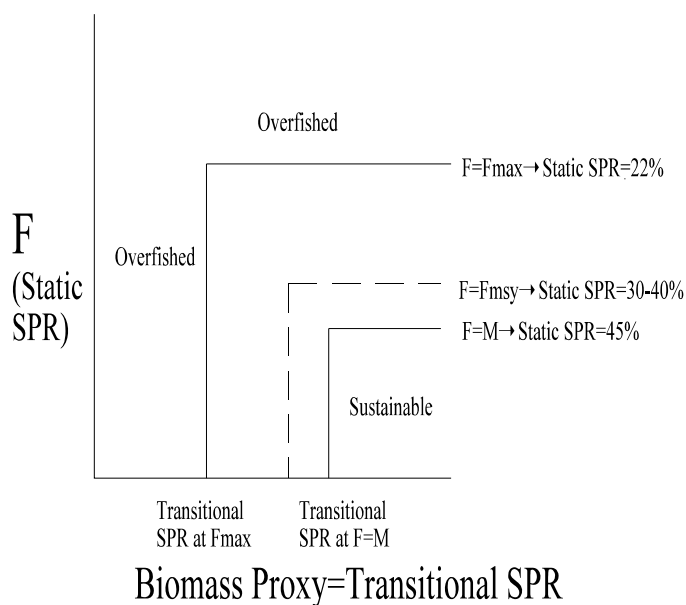 Overfished
F=Fmax→Static SPR=22%
Overfished
F
(Static
SPR)
F=Fmsy→Static SPR=30-40%
F=M→Static SPR=45%
Sustainable
Transitional
SPR at Fmax
Transitional
SPR at F=M
Biomass Proxy=Transitional SPR